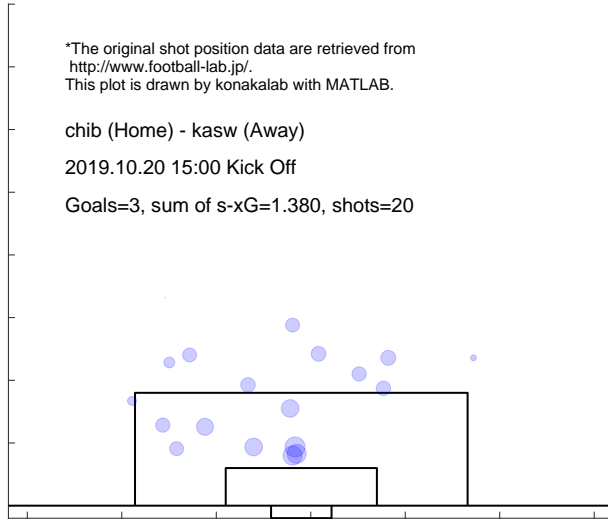 *The original shot position data are retrieved from
http://www.football-lab.jp/.
This plot is drawn by konakalab with MATLAB.
chib (Home) - kasw (Away)
2019.10.20 15:00 Kick Off
Goals=3, sum of s-xG=1.380, shots=20